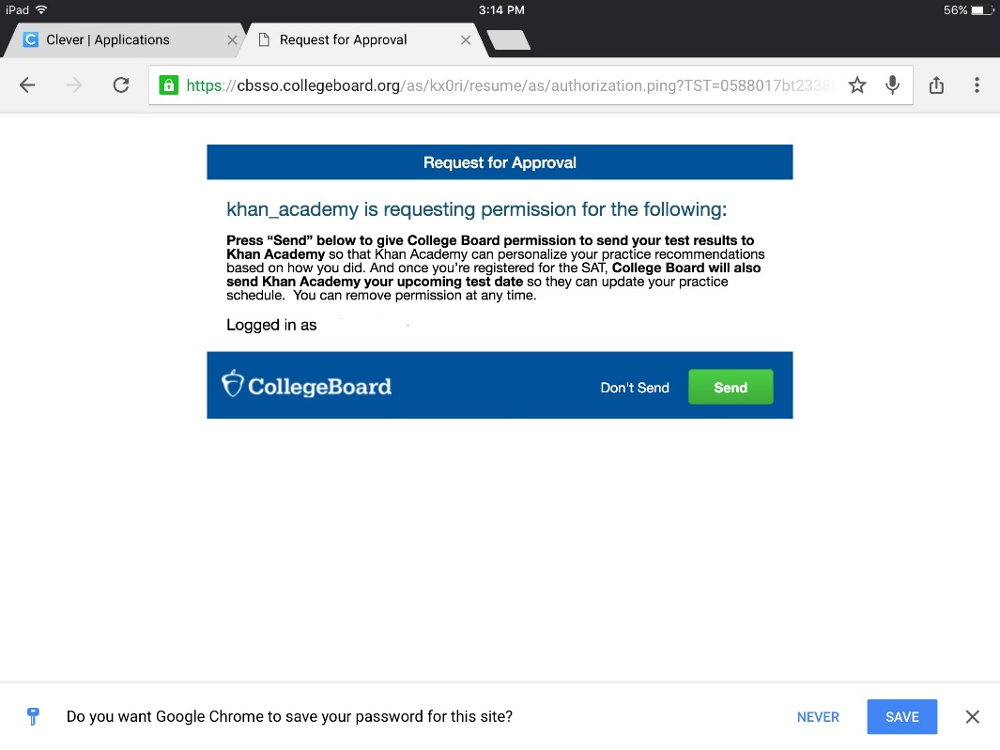 iPad 3:14 PM 56%
Clever | Applications Request for Approval
https://cbsso.collegeboard.org/as/kx0ri/resume/as/authorization.ping?TST=0588017bt2338
Request for Approval
khan_academy is requesting permission for the following:
Press “Send” below to give College Board permission to send your test results to
Khan Academy so that Khan Academy can personalize your practice recommendations
based on how you did. And once you’re registered for the SAT, College Board will also
send Khan Academy your upcoming test date so they can update your practice
schedule.  You can remove permission at any time.
Logged in as
CollegeBoard Don't Send Send
Do you want Google Chrome to save your password for this site? NEVER SAVE